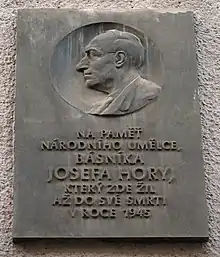 NA PAMĚŤ
NÁRODNÍHO UMĚLCE,
BÁSNÍKA
JOSEFA HORY,
KTERÝ ZDE ŽIL
AŽ DO SVÉ SMRTI
V ROCE 1945